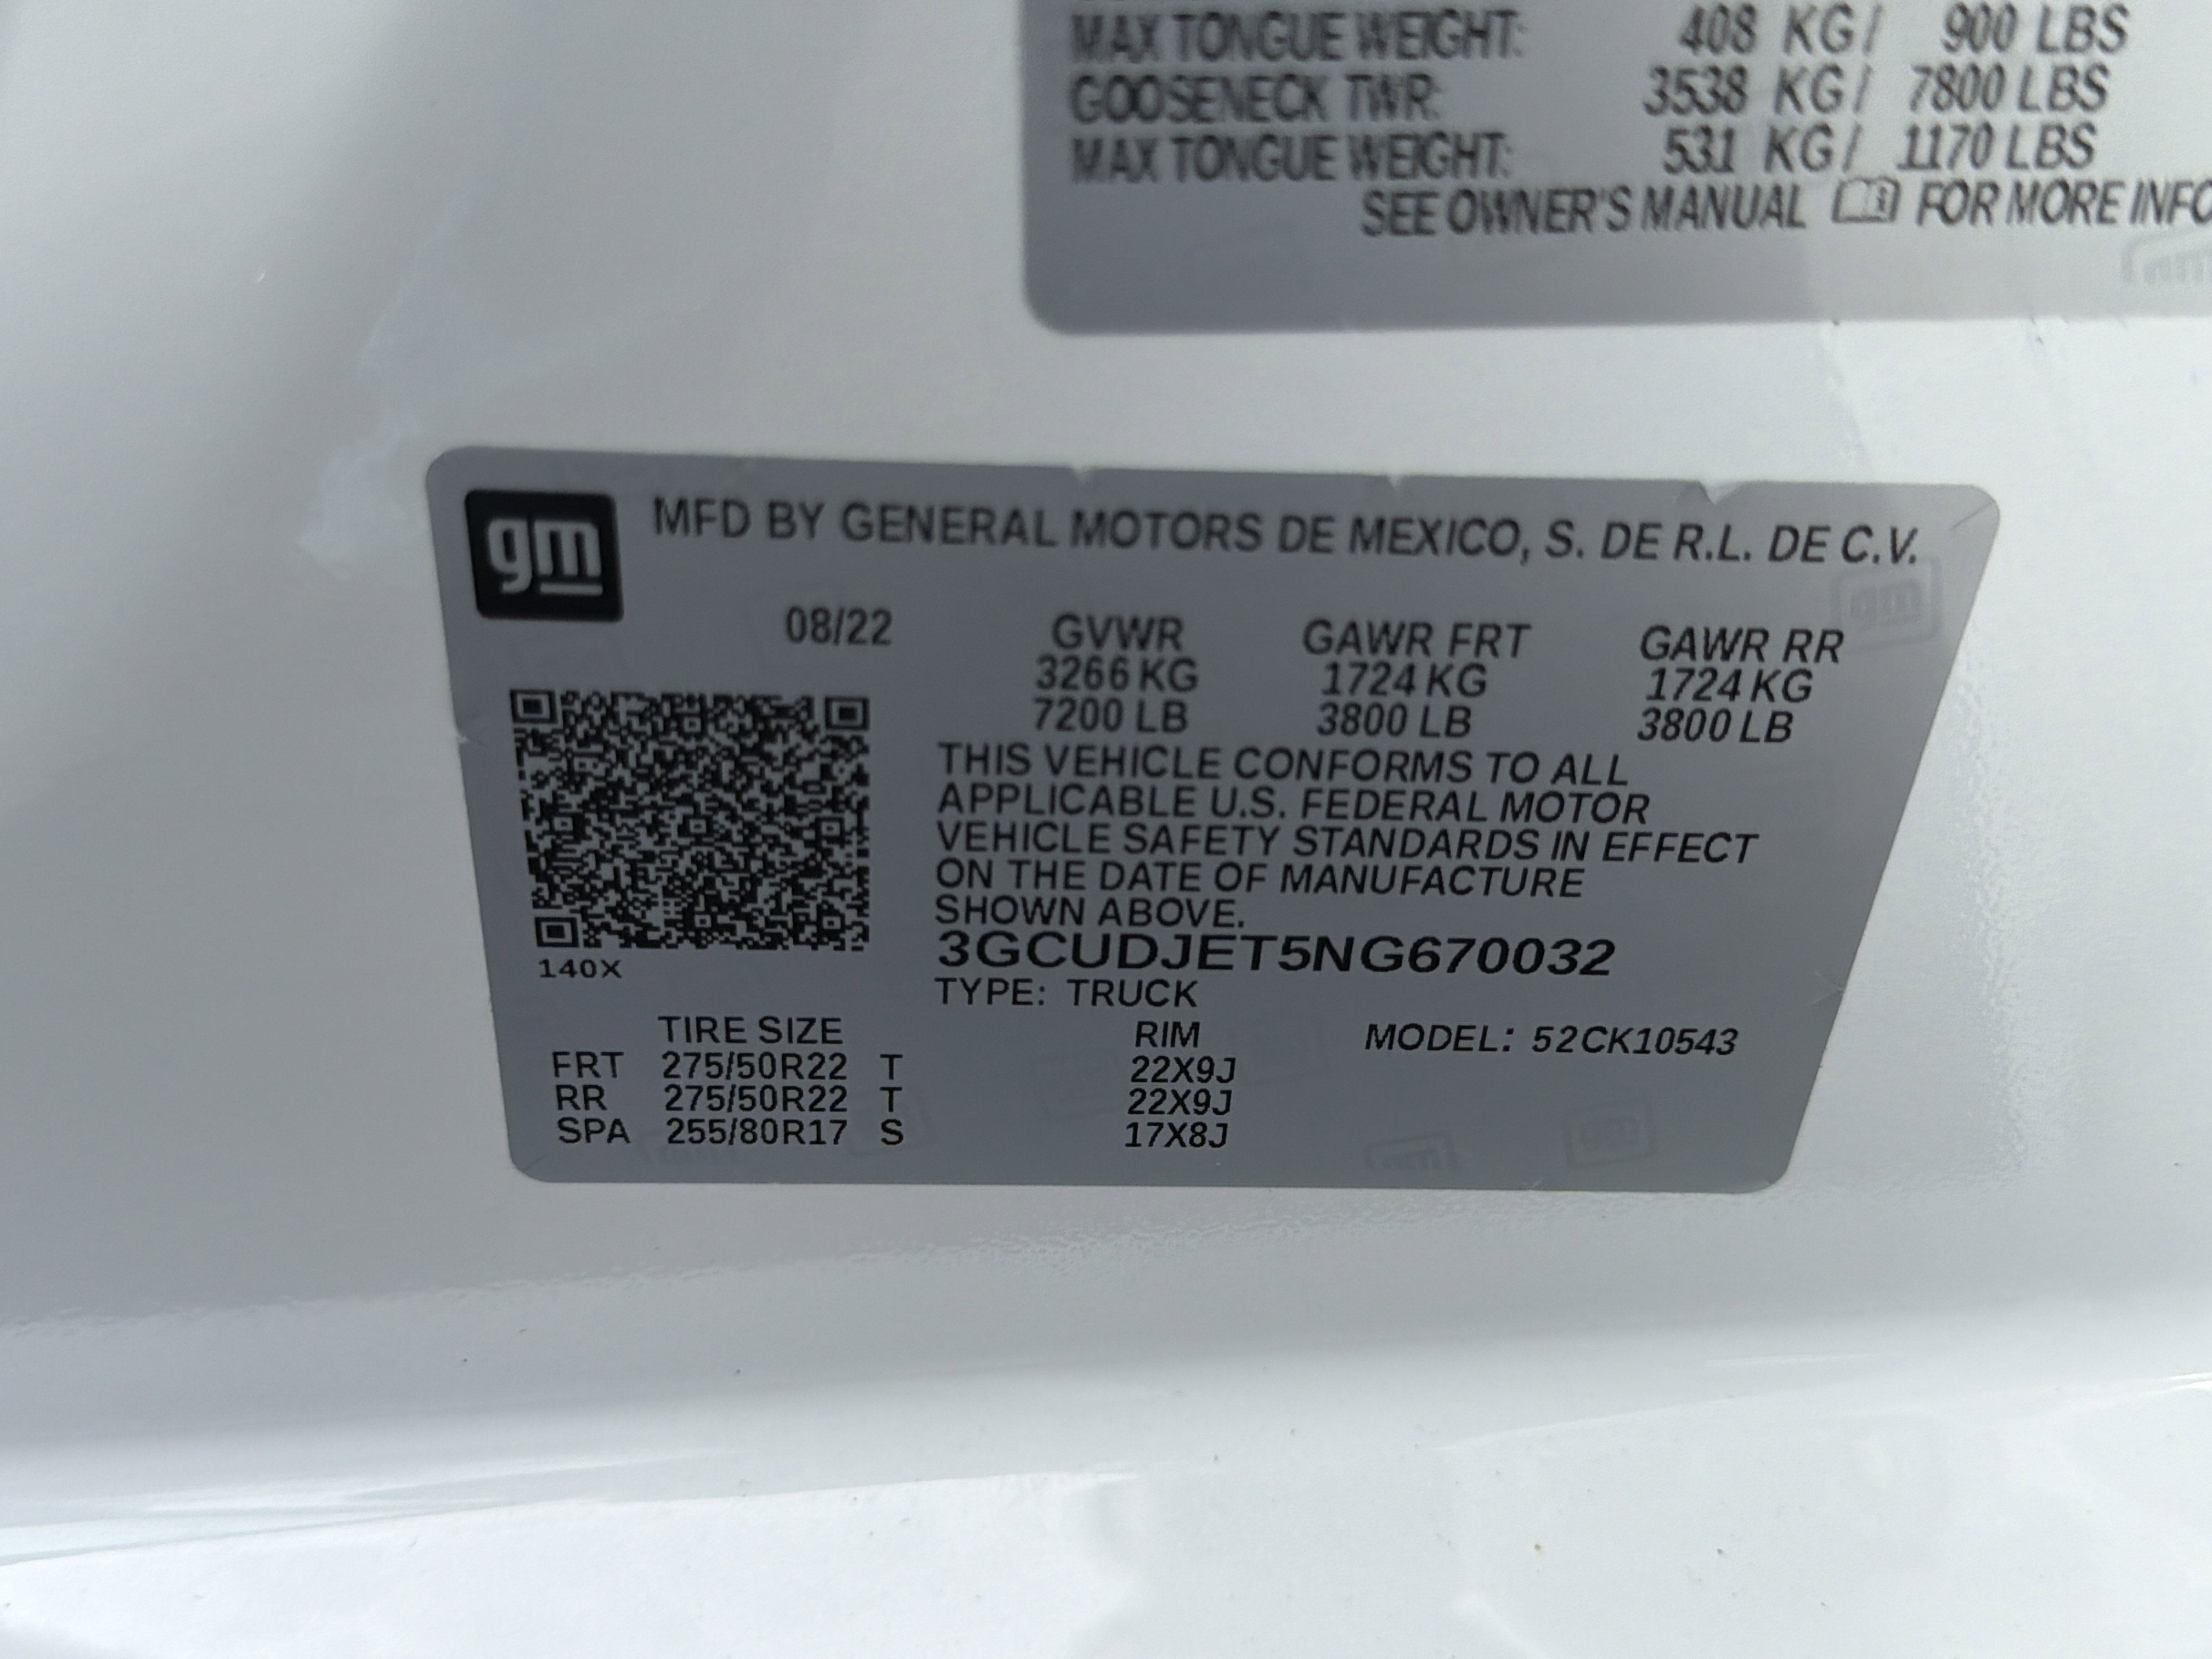 MAX TONGUE WEIGHT: 408 KG/ 900 LBS
GOOSENECK TWR: 3538 KG/ 7800 LBS
MAX TONGUE WEIGHT: 531 KG/ 1170 LBS
SEE OWNER'S MANUAL FOR MORE INFO
gm MFD BY GENERAL MOTORS DE MEXICO, S. DE R.L. DE C.V.
08/22 GVWR GAWR FRT GAWR RR
3266 KG 1724 KG 1724 KG
7200 LB 3800 LB 3800 LB
THIS VEHICLE CONFORMS TO ALL
APPLICABLE U.S. FEDERAL MOTOR
VEHICLE SAFETY STANDARDS IN EFFECT
ON THE DATE OF MANUFACTURE
SHOWN ABOVE.
3GCUDJET5NG670032
140X
TYPE: TRUCK
TIRE SIZE RIM MODEL: 52CK10543
FRT 275/50R22 T 22X9J
RR 275/50R22 T 22X9J
SPA 255/80R17 S 17X8J